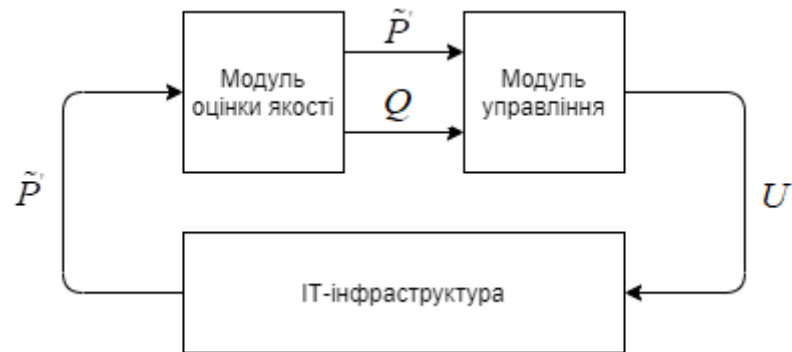 P̃'
Модуль
оцінки якості
Q
Модуль
управління
P̃'
U
ІТ-інфраструктура